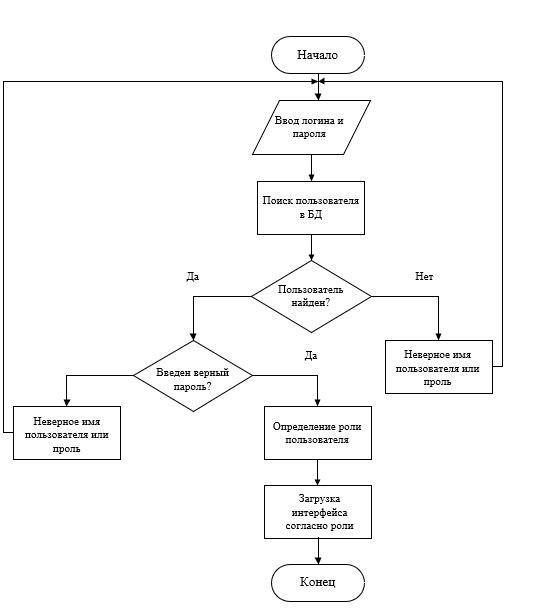 Начало
Ввод логина и
пароля
Поиск пользователя
в БД
Да
Нет
Пользователь
найден?
Неверное имя
пользователя или
проль
Да
Введен верный
пароль?
Неверное имя
пользователя или
проль
Определение роли
пользователя
Загрузка
интерфейса
согласно роли
Конец